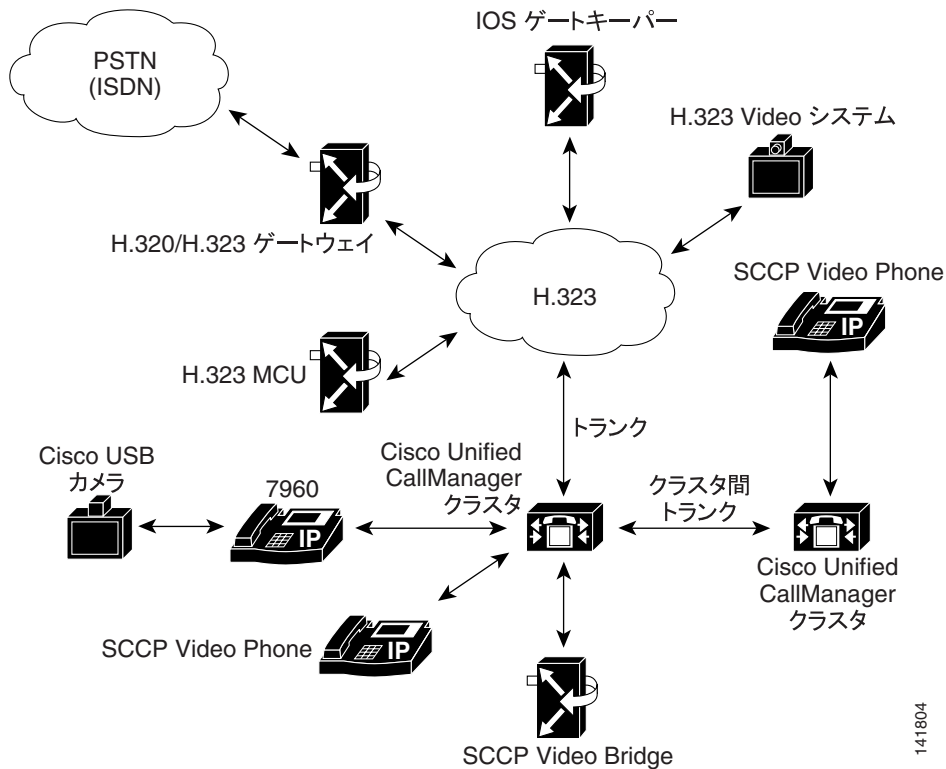 IOS ゲートキーパー
PSTN
(ISDN)
H.323 Video システム
H.320/H.323 ゲートウェイ
H.323
SCCP Video Phone
IP
H.323 MCU
トランク
Cisco USB
カメラ
7960
IP
Cisco Unified
CallManager
クラスタ
クラスタ間
トランク
Cisco Unified
CallManager
クラスタ
SCCP Video Phone
IP
SCCP Video Bridge
141804